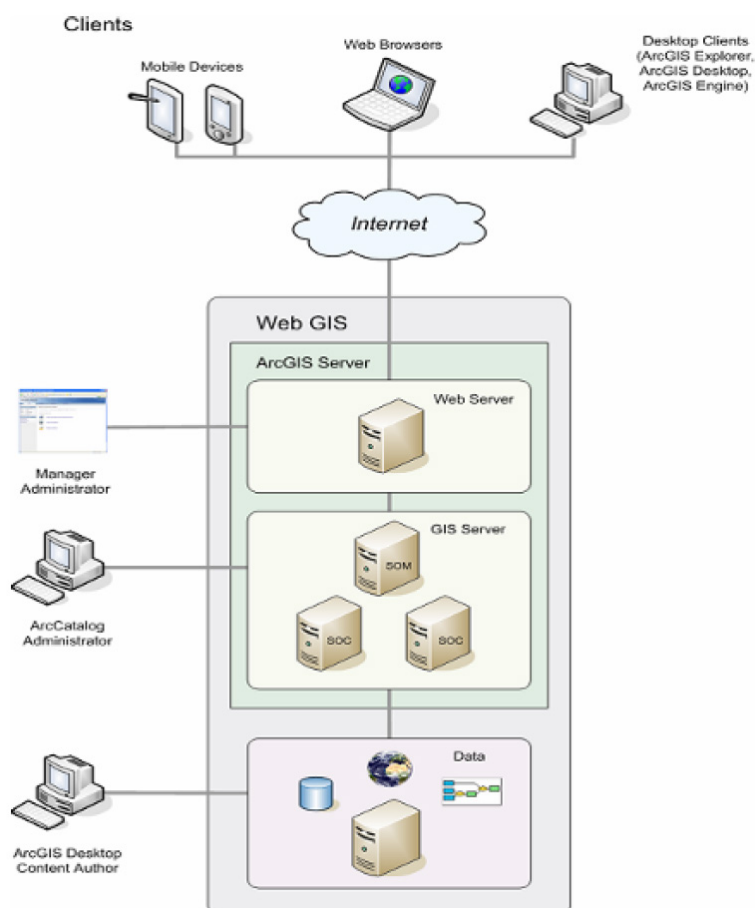 Clients
Mobile Devices
Web Browsers
Desktop Clients
(ArcGIS Explorer,
ArcGIS Desktop,
ArcGIS Engine)
Internet
Web GIS
ArcGIS Server
Web Server
Manager
Administrator
GIS Server
SOM
SOC
SOC
ArcCatalog
Administrator
Data
ArcGIS Desktop
Content Author